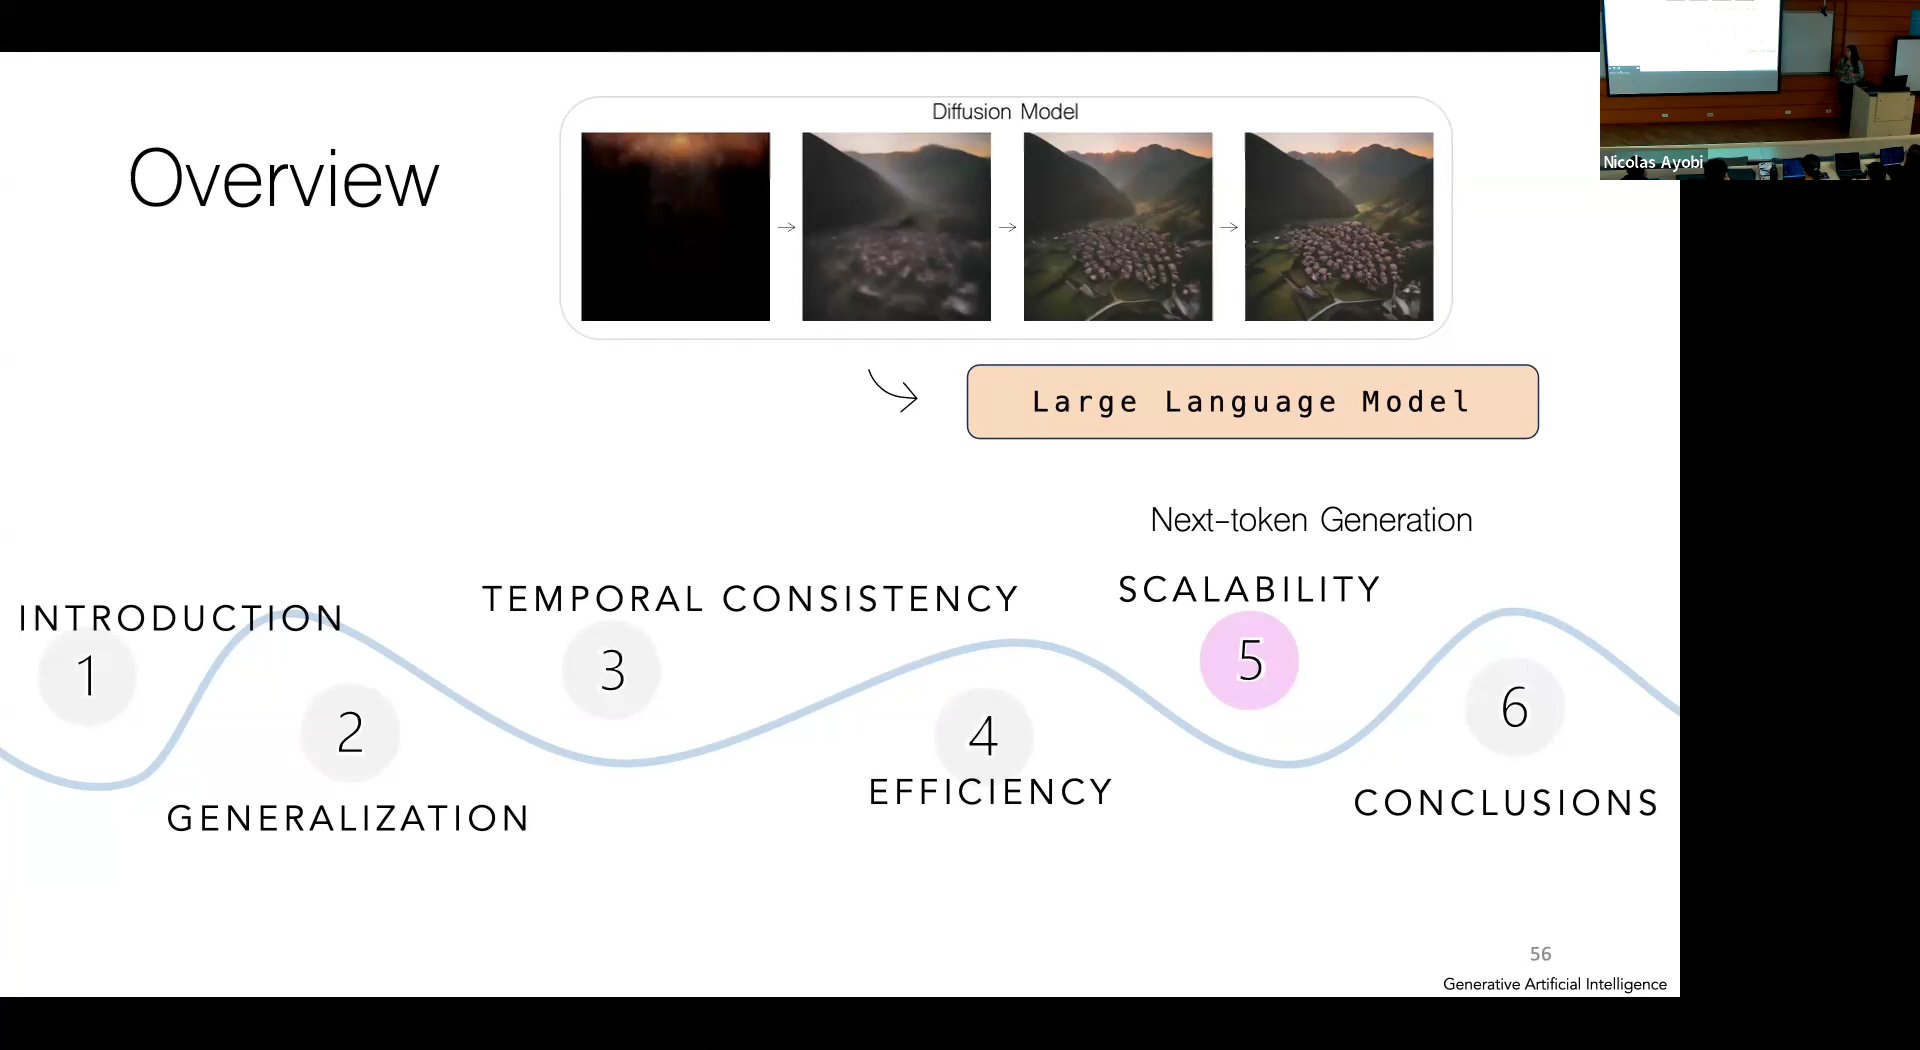 Diffusion Model
Overview
Large Language Model
Next-token Generation
INTRODUCTION
TEMPORAL CONSISTENCY
SCALABILITY
1
2
3
4
5
6
GENERALIZATION
EFFICIENCY
CONCLUSIONS
56
Generative Artificial Intelligence
Nicolas Ayobi